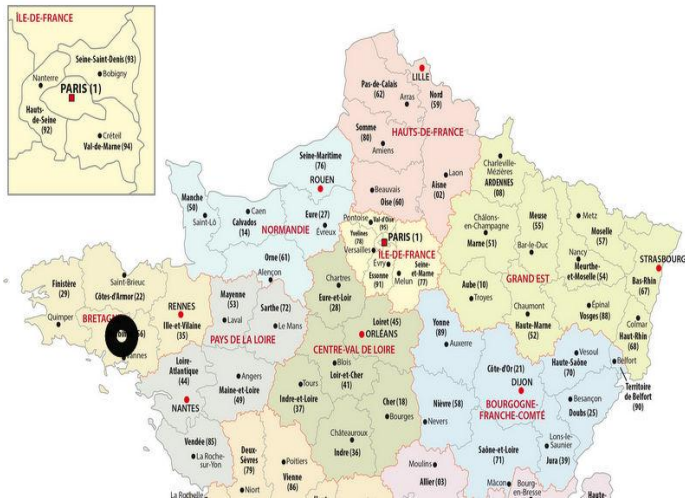 ÎLE-DE-FRANCE
Seine-Saint-Denis (93)
Bobigny
Nanterre
PARIS (1)
Hauts-
de-Seine
(92)
Créteil
Val-de-Marne (94)
LILLE
Pas-de-Calais
(62)
Nord
(59)
Arras
Somme
(80)
HAUTS-DE-FRANCE
Amiens
Laon
Aisne
(02)
Beauvais
Oise (60)
Seine-Maritime
(76)
ROUEN
Manche
(50)
Caen
Saint-Lô
Calvados
(14)
Eure (27)
Évreux
NORMANDIE
Orne (61)
Alençon
Pontoise
Val-d'Oise
(95)
Yvelines
(78)
PARIS (1)
Versailles
ÎLE-DE-FRANCE
Évry
Essonne
(91)
Melun
Seine-
et-Marne
(77)
Charleville-
Mézières
ARDENNES
(08)
Châlons-
en-Champagne
Marne (51)
Meuse
(55)
Bar-le-Duc
Metz
Moselle
(57)
Nancy
Meurthe-
et-Moselle (54)
STRASBOURG
Bas-Rhin
(67)
GRAND EST
Aube (10)
Troyes
Chaumont
Haute-Marne
(52)
Épinal
Vosges (88)
Colmar
Haut-Rhin
(68)
Finistère
(29)
Saint-Brieuc
Côtes-d'Armor (22)
Quimper
RENNES
Ille-et-Vilaine
(35)
Mayenne
(53)
Laval
Sarthe (72)
Le Mans
PAYS DE LA LOIRE
Loire-
Atlantique
(44)
NANTES
Angers
Maine-et-Loire
(49)
Vendée (85)
La Roche-
sur-Yon
Chartres
Eure-et-Loir
(28)
Loiret (45)
ORLÉANS
CENTRE-VAL DE LOIRE
Blois
Loir-et-Cher
(41)
Tours
Indre-et-Loire
(37)
Cher (18)
Bourges
Châteauroux
Indre (36)
Yonne
(89)
Auxerre
Côte-d'Or (21)
DIJON
Nièvre (58)
Nevers
BOURGOGNE-
FRANCHE-COMTÉ
Haute-Saône
(70)
Vesoul
Belfort
Territoire
de Belfort
(90)
Besançon
Doubs (25)
Saône-et-Loire
(71)
Lons-le-
Saunier
Jura (39)
Mâcon
Bourg-
en-Bresse
Moulins
Allier (03)
Deux-
Sèvres
(79)
Poitiers
Vienne
(86)
Niort
La Rochelle
Haute-